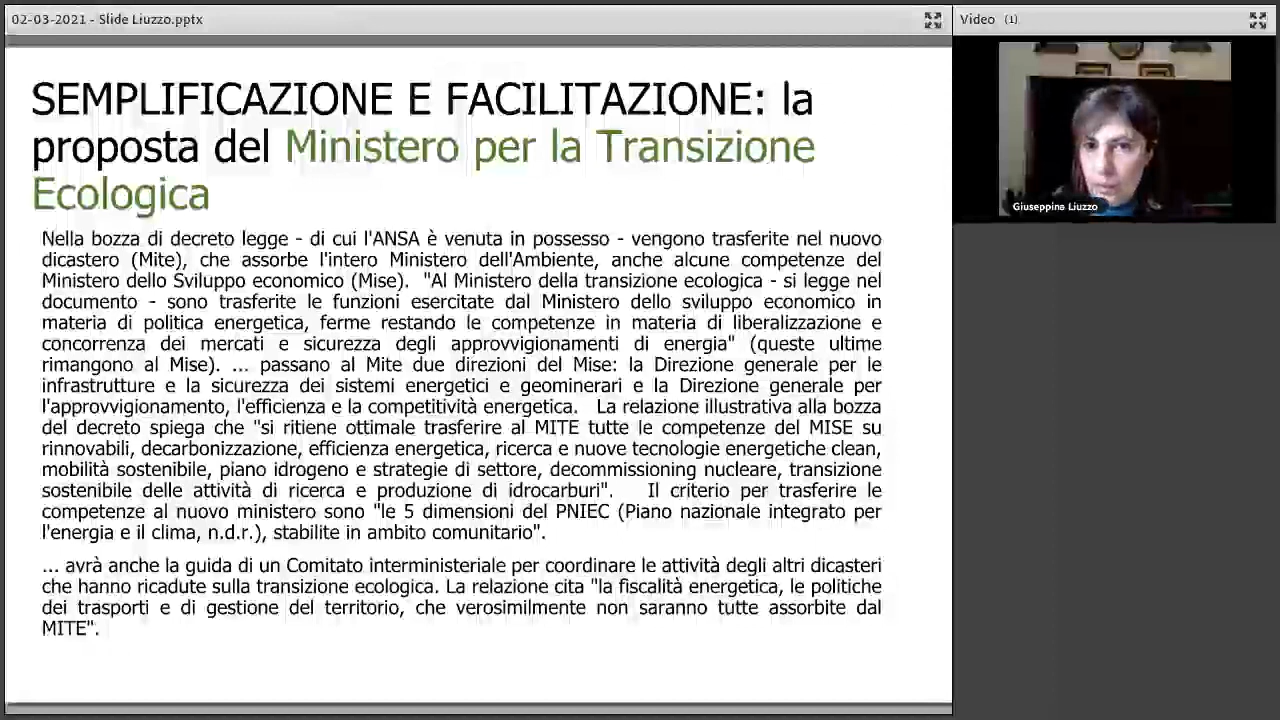 02-03-2021 - Slide Liuzzo.pptx
Video (1)
Giuseppina Liuzzo
SEMPLIFICAZIONE E FACILITAZIONE: la
proposta del Ministero per la Transizione
Ecologica
Nella bozza di decreto legge - di cui l'ANSA è venuta in possesso - vengono trasferite nel nuovo
dicastero (Mite), che assorbe l'intero Ministero dell'Ambiente, anche alcune competenze del
Ministero dello Sviluppo economico (Mise). "Al Ministero della transizione ecologica - si legge nel
documento - sono trasferite le funzioni esercitate dal Ministero dello sviluppo economico in
materia di politica energetica, ferme restando le competenze in materia di liberalizzazione e
concorrenza dei mercati e sicurezza degli approvvigionamenti di energia" (queste ultime
rimangono al Mise). ... passano al Mite due direzioni del Mise: la Direzione generale per le
infrastrutture e la sicurezza dei sistemi energetici e geominerari e la Direzione generale per
l'approvvigionamento, l'efficienza e la competitività energetica. La relazione illustrativa alla bozza
del decreto spiega che "si ritiene ottimale trasferire al MITE tutte le competenze del MISE su
rinnovabili, decarbonizzazione, efficienza energetica, ricerca e nuove tecnologie energetiche clean,
mobilità sostenibile, piano idrogeno e strategie di settore, decommissioning nucleare, transizione
sostenibile delle attività di ricerca e produzione di idrocarburi". Il criterio per trasferire le
competenze al nuovo ministero sono "le 5 dimensioni del PNIEC (Piano nazionale integrato per
l'energia e il clima, n.d.r.), stabilite in ambito comunitario".
... avrà anche la guida di un Comitato interministeriale per coordinare le attività degli altri dicasteri
che hanno ricadute sulla transizione ecologica. La relazione cita "la fiscalità energetica, le politiche
dei trasporti e di gestione del territorio, che verosimilmente non saranno tutte assorbite dal
MITE".